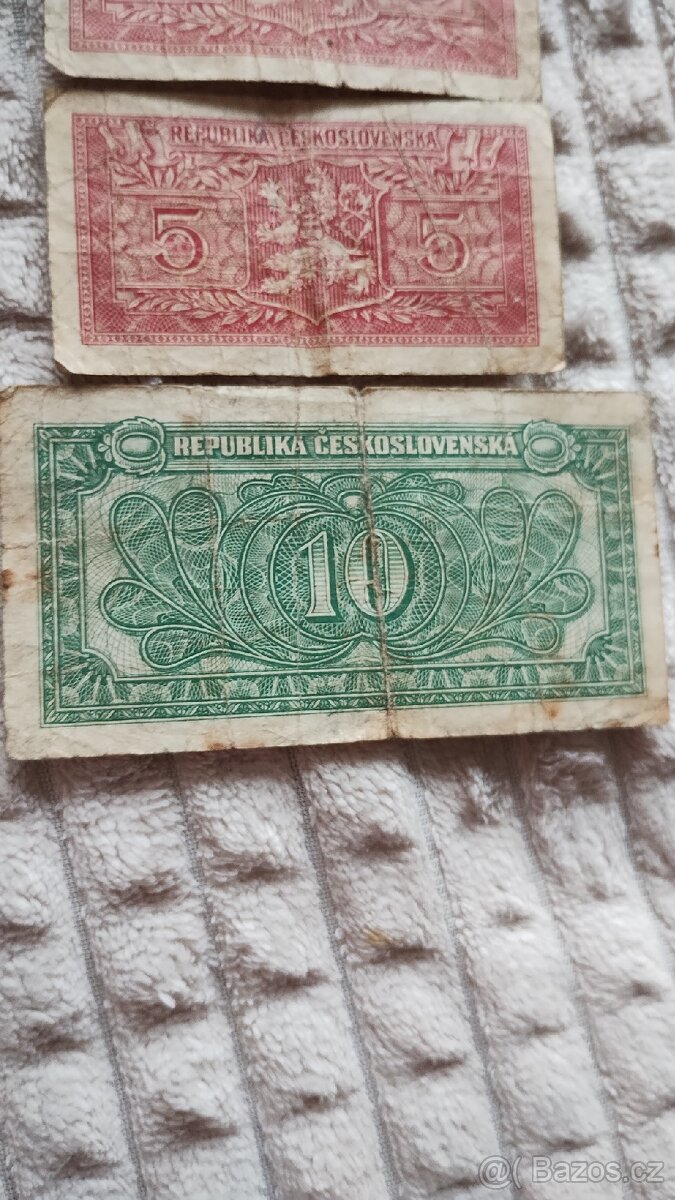 REPUBLIKA ČESKOSLOVENSKÁ
5 5
REPUBLIKA ČESKOSLOVENSKÁ
10
@( Bazos.cz